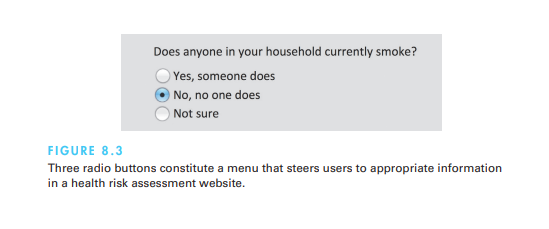 Does anyone in your household currently smoke?
Yes, someone does
No, no one does
Not sure
FIGURE 8.3
Three radio buttons constitute a menu that steers users to appropriate information
in a health risk assessment website.